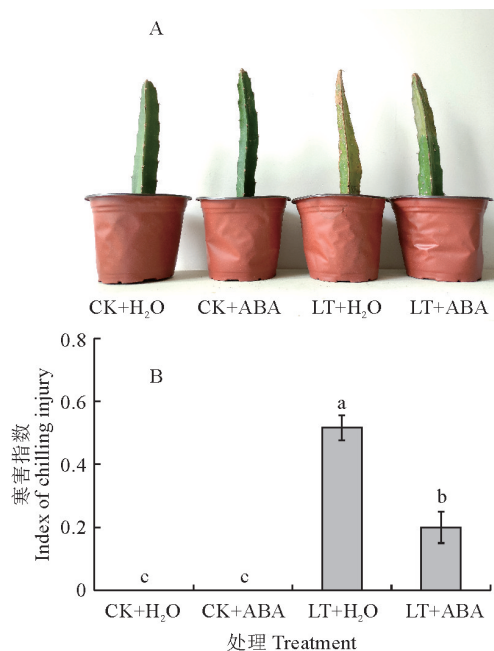 A
CK+H₂O CK+ABA LT+H₂O LT+ABA
B
寒害指数
Index of chilling injury
0.8
0.6
0.4
0.2
0
c c a b
CK+H₂O CK+ABA LT+H₂O LT+ABA
处理 Treatment